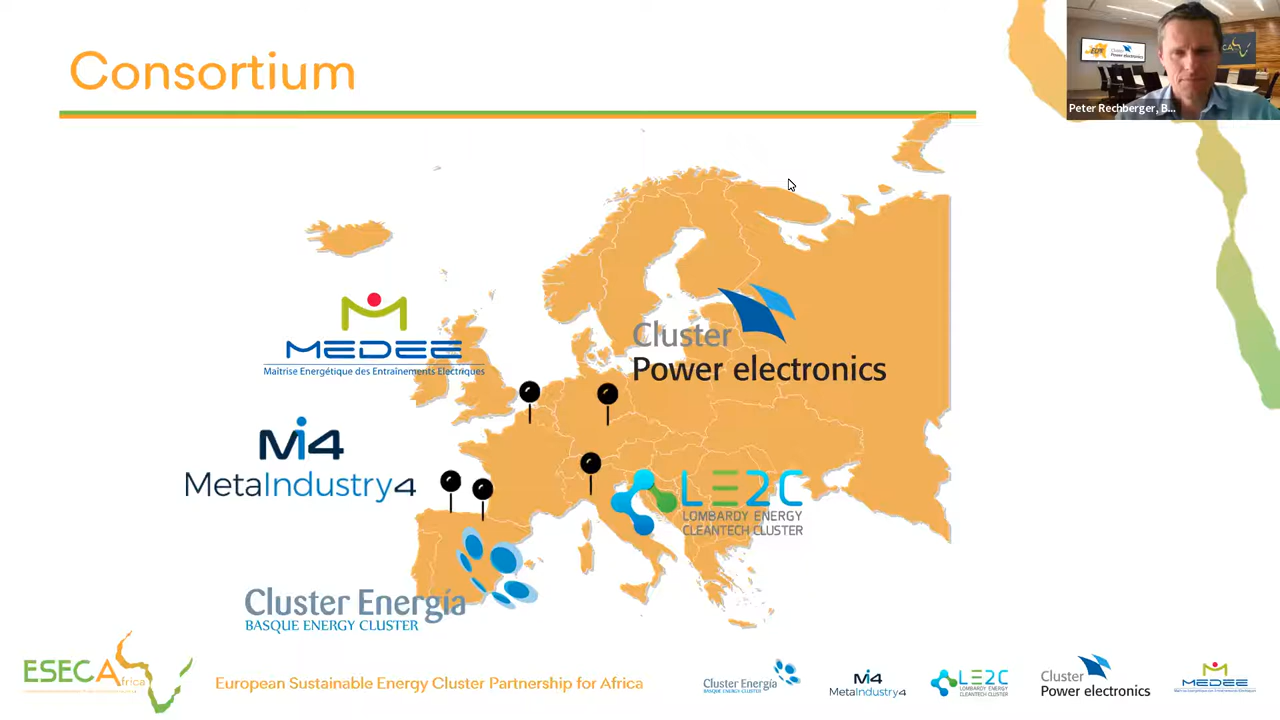 Consortium
Peter Rechberger, B...
Cluster
Power electronics
MEDEE
Maîtrise Energétique des Entraînements Electriques
Mi4
MetaIndustry4
LE2C
LOMBARDY ENERGY
CLEANTECH CLUSTER
Cluster Energía
BASQUE ENERGY CLUSTER
ESECA
frica
European Sustainable Energy Cluster Partnership for Africa
Cluster Energía
BASQUE ENERGY CLUSTER
Mi4
MetaIndustry4
LE2C
LOMBARDY ENERGY
CLEANTECH CLUSTER
Cluster
Power electronics
MEDEE